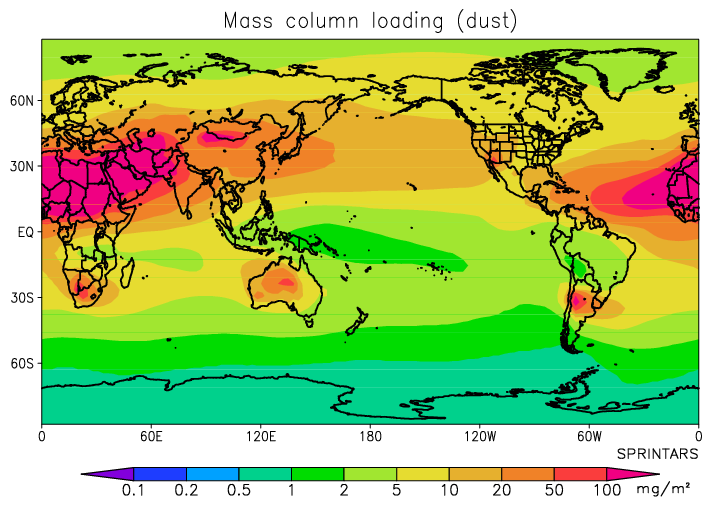 Mass column loading (dust)
60N
30N
EQ
30S
60S
0 60E 120E 180 120W 60W 0
SPRINTARS
0.1 0.2 0.5 1 2 5 10 20 50 100 mg/m²